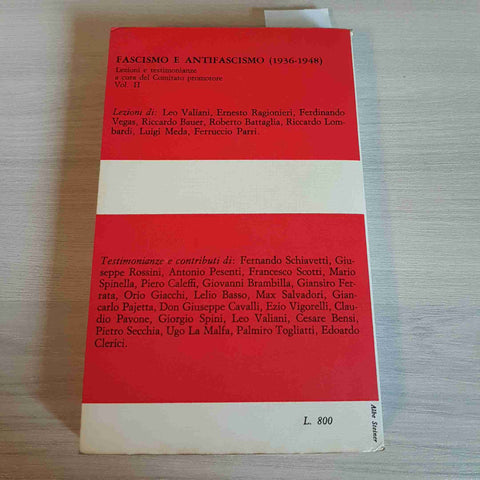 FASCISMO E ANTIFASCISMO (1936-1948)
Lezioni e testimonianze
a cura del Comitato promotore
Vol. II
Lezioni di: Leo Valiani, Ernesto Ragionieri, Ferdinando
Vegas, Riccardo Bauer, Roberto Battaglia, Riccardo Lom-
bardi, Luigi Meda, Ferruccio Parri.
Testimonianze e contributi di: Fernando Schiavetti, Giu-
seppe Rossini, Antonio Pesenti, Francesco Scotti, Mario
Spinella, Piero Caleffi, Giovanni Brambilla, Giansiro Fer-
rata, Orio Giacchi, Lelio Basso, Max Salvadori, Gian-
carlo Pajetta, Don Giuseppe Cavalli, Ezio Vigorelli, Clau-
dio Pavone, Giorgio Spini, Leo Valiani, Cesare Bensi,
Pietro Secchia, Ugo La Malfa, Palmiro Togliatti, Edoardo
Clerici.
L. 800
Albe Steiner